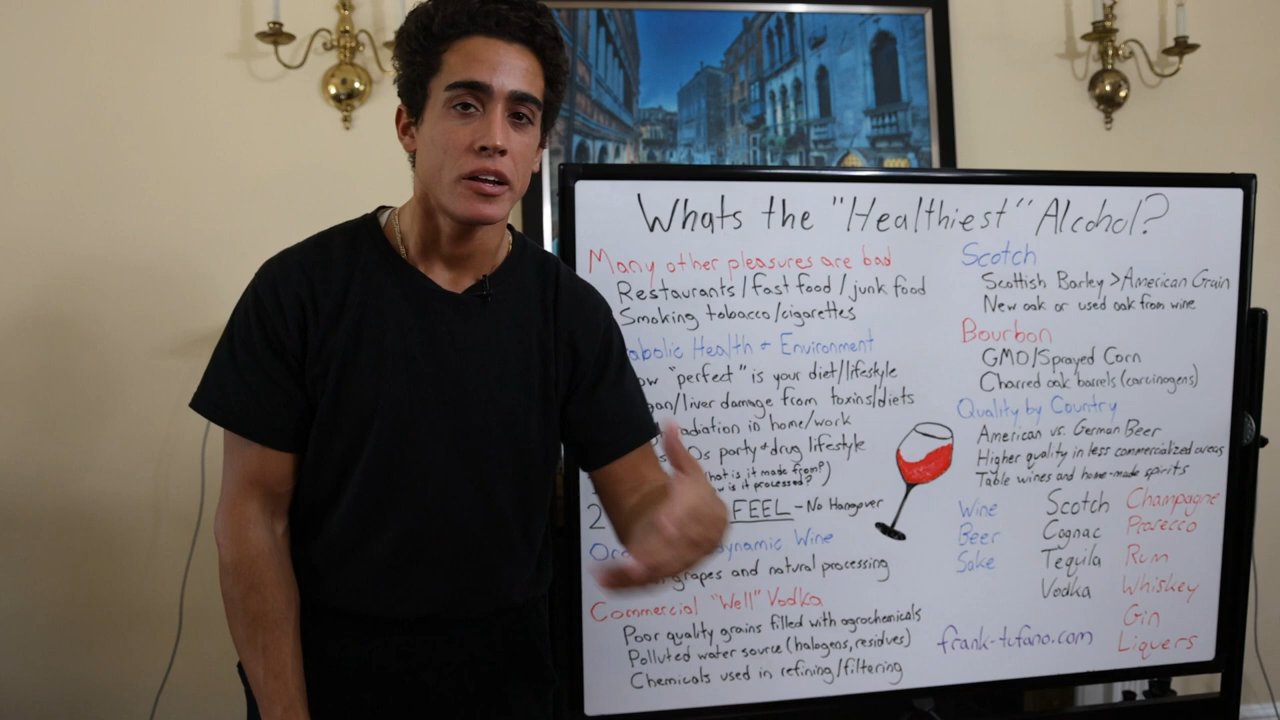 Whats the "Healthiest" Alcohol?
Many other pleasures are bad
Restaurants/fast food/junk food
Smoking tobacco/cigarettes
Health + Environment
"perfect" is your diet/lifestyle
damage from toxins/diets
in home/work
party + drug lifestyle
is it made from?)
is it processed?
2
FEEL - No Hangover
Wine
grapes and natural processing
Commercial "Well" Vodka
Poor quality grains filled with agrochemicals
Polluted water source (halogens, residues)
Chemicals used in refining/filtering
Scotch
Scottish Barley > American Grain
New oak or used oak from wine
Bourbon
GMO/Sprayed Corn
Charred oak barrels (carcinogens)
Quality by Country
American vs. German Beer
Higher quality in less commercialized areas
Table wines and home-made spirits
Wine
Beer
Sake
Scotch
Cognac
Tequila
Vodka
Champagne
Prosecco
Rum
Whiskey
Gin
Liquers
frank-tufano.com